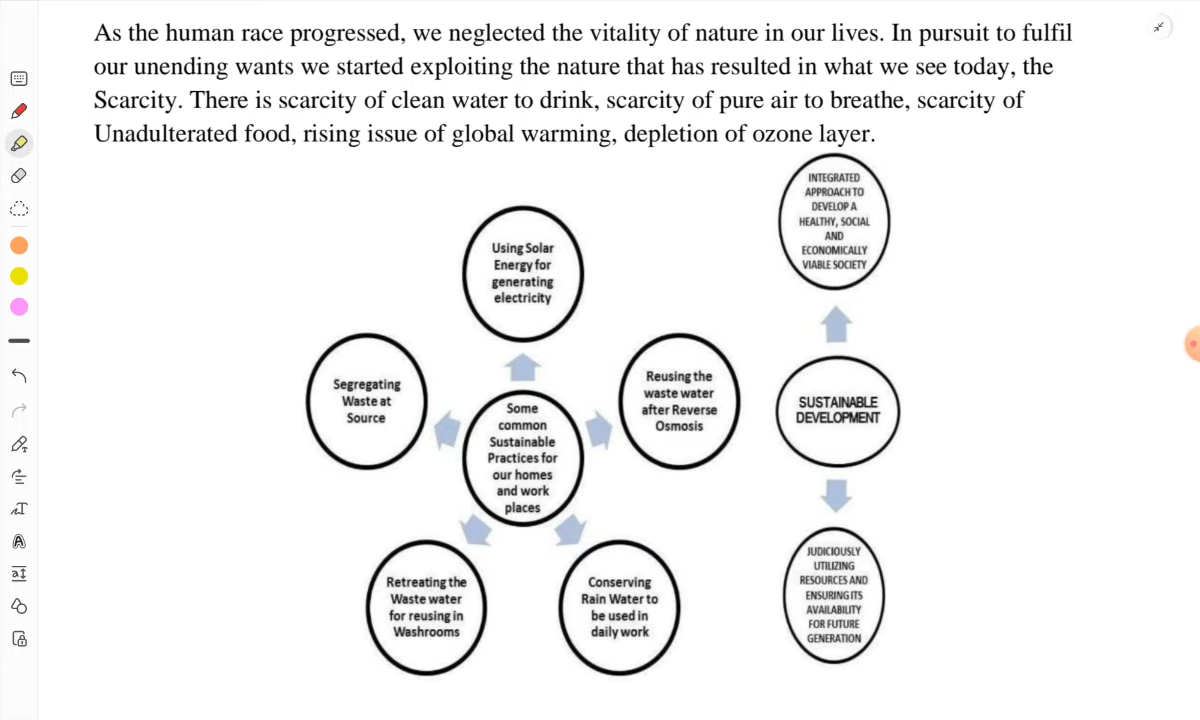 As the human race progressed, we neglected the vitality of nature in our lives. In pursuit to fulfil
our unending wants we started exploiting the nature that has resulted in what we see today, the
Scarcity. There is scarcity of clean water to drink, scarcity of pure air to breathe, scarcity of
Unadulterated food, rising issue of global warming, depletion of ozone layer.
Using Solar
Energy for
generating
electricity
Segregating
Waste at
Source
Some
common
Sustainable
Practices for
our homes
and work
places
Reusing the
waste water
after Reverse
Osmosis
Retreating the
Waste water
for reusing in
Washrooms
Conserving
Rain Water to
be used in
daily work
INTEGRATED
APPROACH TO
DEVELOP A
HEALTHY, SOCIAL
AND
ECONOMICALLY
VIABLE SOCIETY
SUSTAINABLE
DEVELOPMENT
JUDICIOUSLY
UTILIZING
RESOURCES AND
ENSURING ITS
AVAILABILITY
FOR FUTURE
GENERATION